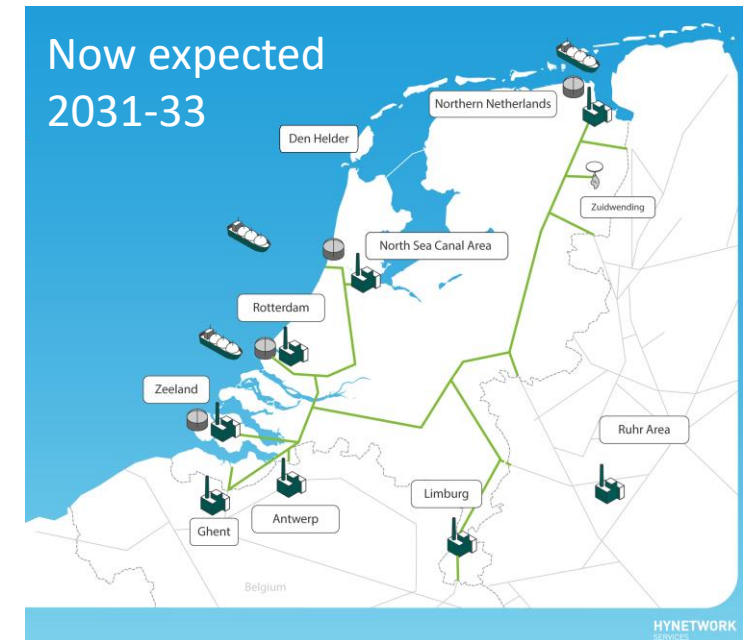 Now expected
2031-33
Northern Netherlands
Den Helder
Zuidwending
North Sea Canal Area
Rotterdam
Zeeland
Ruhr Area
Limburg
Antwerp
Ghent
Belgium
HYNETWORK
SERVICES